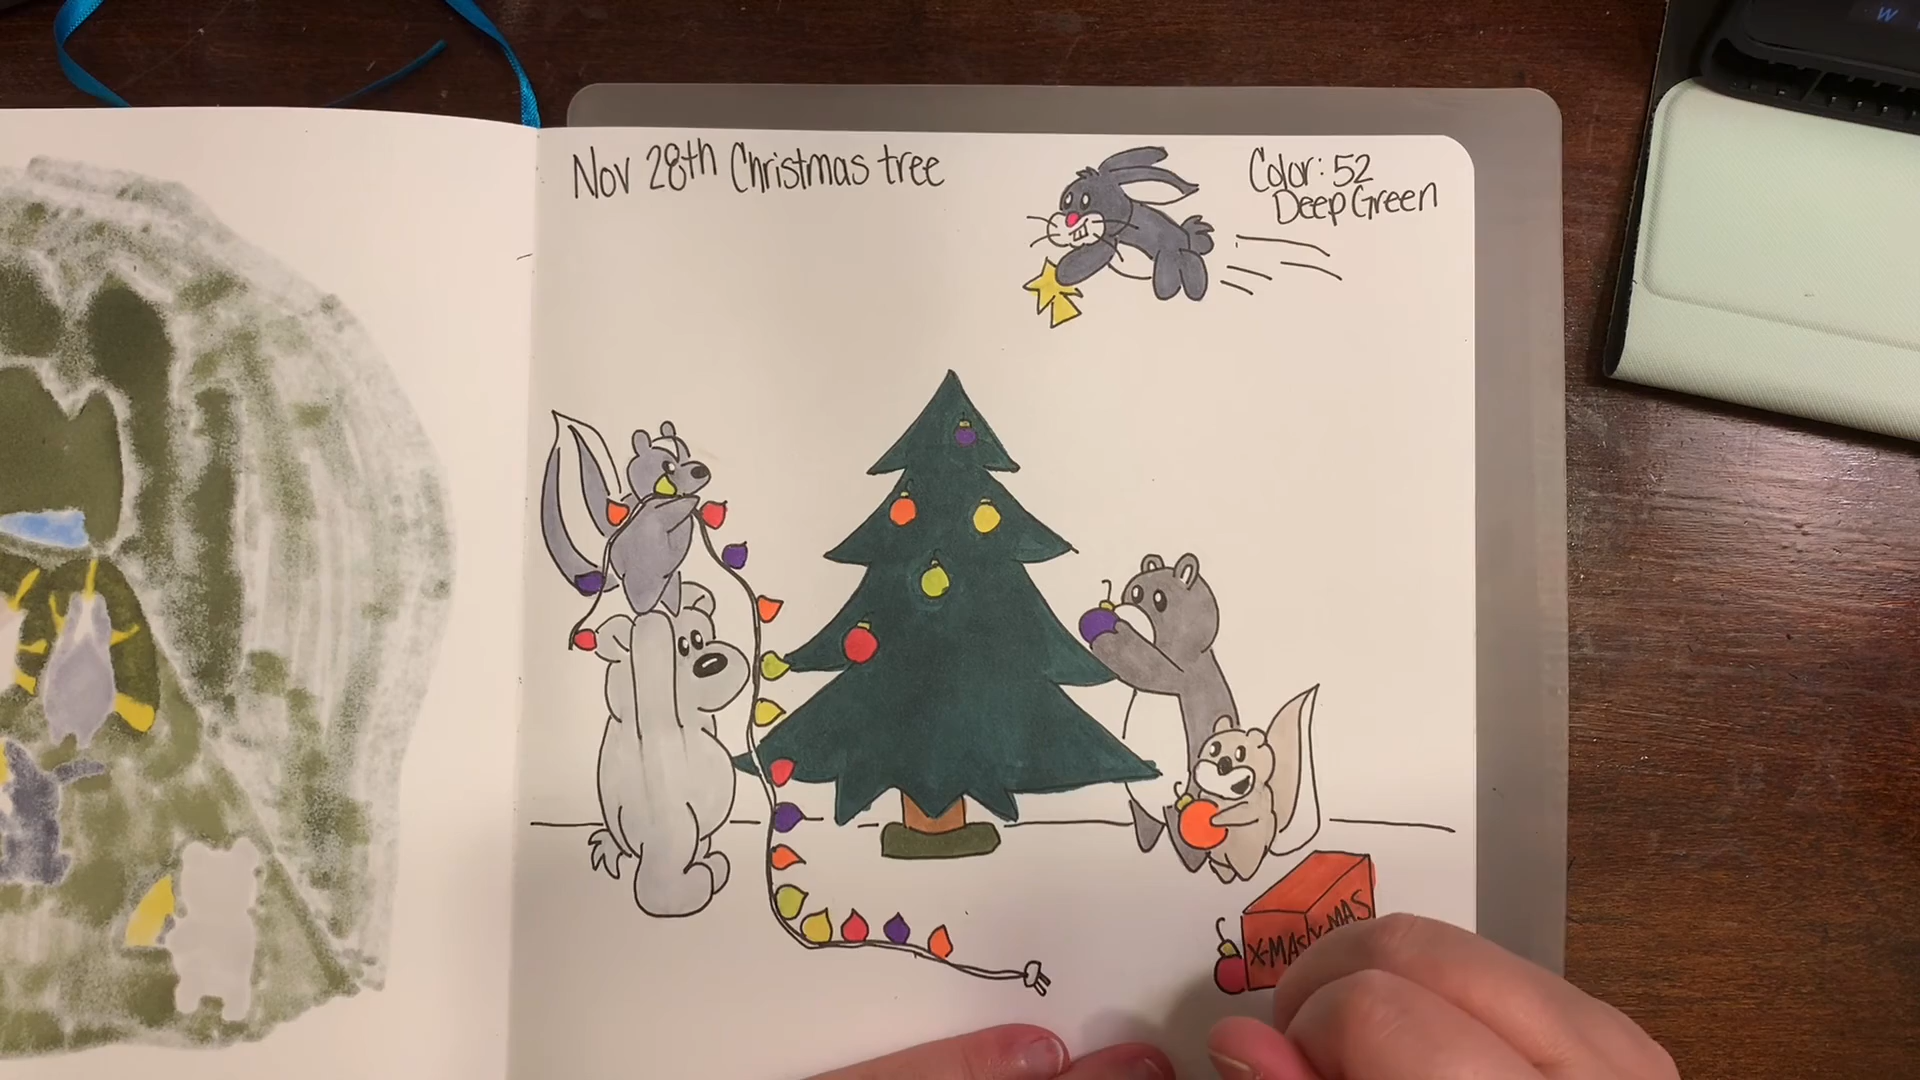 Nov 28th Christmas tree
Color: 52
Deep Green
X-MAS
X-MAS
W